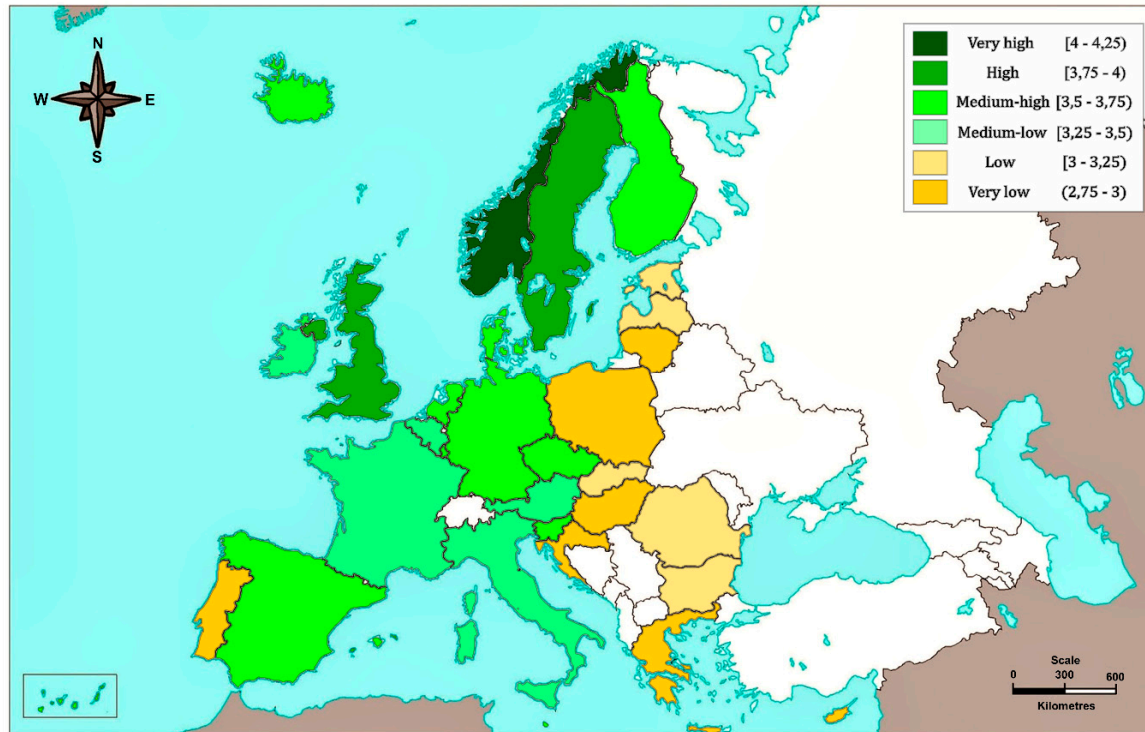 N
W E
S
Very high [4 - 4,25)
High [3,75 - 4)
Medium-high [3,5 - 3,75)
Medium-low [3,25 - 3,5)
Low [3 - 3,25)
Very low (2,75 - 3)
Scale
0 300 600
Kilometres